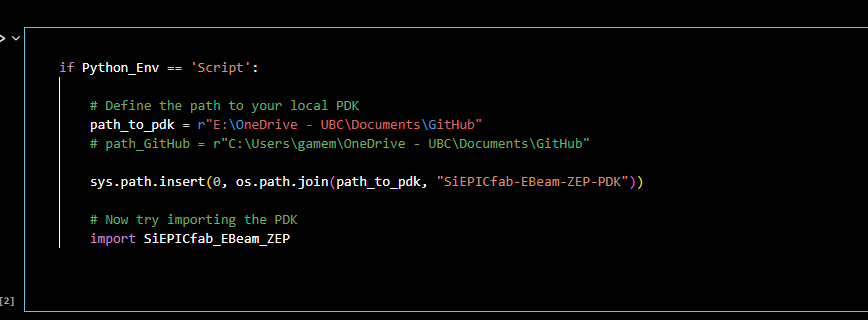 if Python_Env == 'Script':
# Define the path to your local PDK
path_to_pdk = r"E:\OneDrive - UBC\Documents\GitHub"
# path_GitHub = r"C:\Users\gamem\OneDrive - UBC\Documents\GitHub"
sys.path.insert(0, os.path.join(path_to_pdk, "SiEPICfab-EBeam-ZEP-PDK"))
# Now try importing the PDK
import SiEPICfab_EBeam_ZEP
[2]